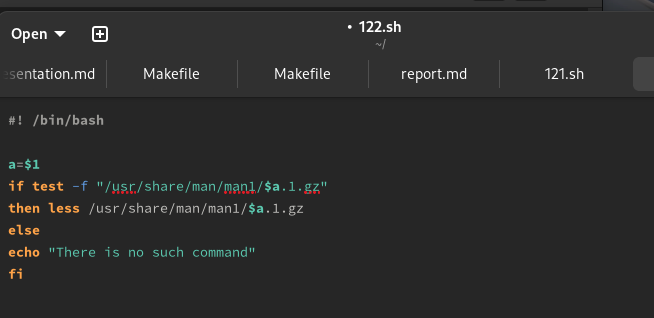 Open
• 122.sh
~/
esentation.md Makefile Makefile report.md 121.sh
#! /bin/bash
a=$1
if test -f "/usr/share/man/man1/$a.1.gz"
then less /usr/share/man/man1/$a.1.gz
else
echo "There is no such command"
fi